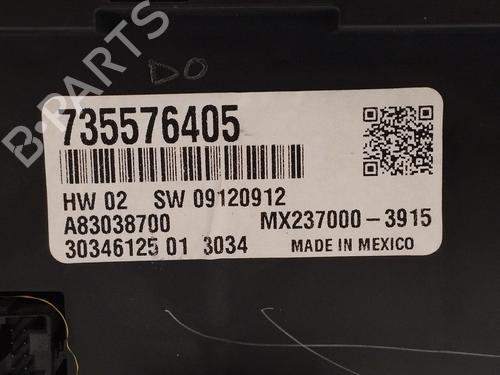 B-PARTS
DO
735576405
HW 02 SW 09120912
A83038700 MX237000-3915
30346125 01 3034 MADE IN MEXICO